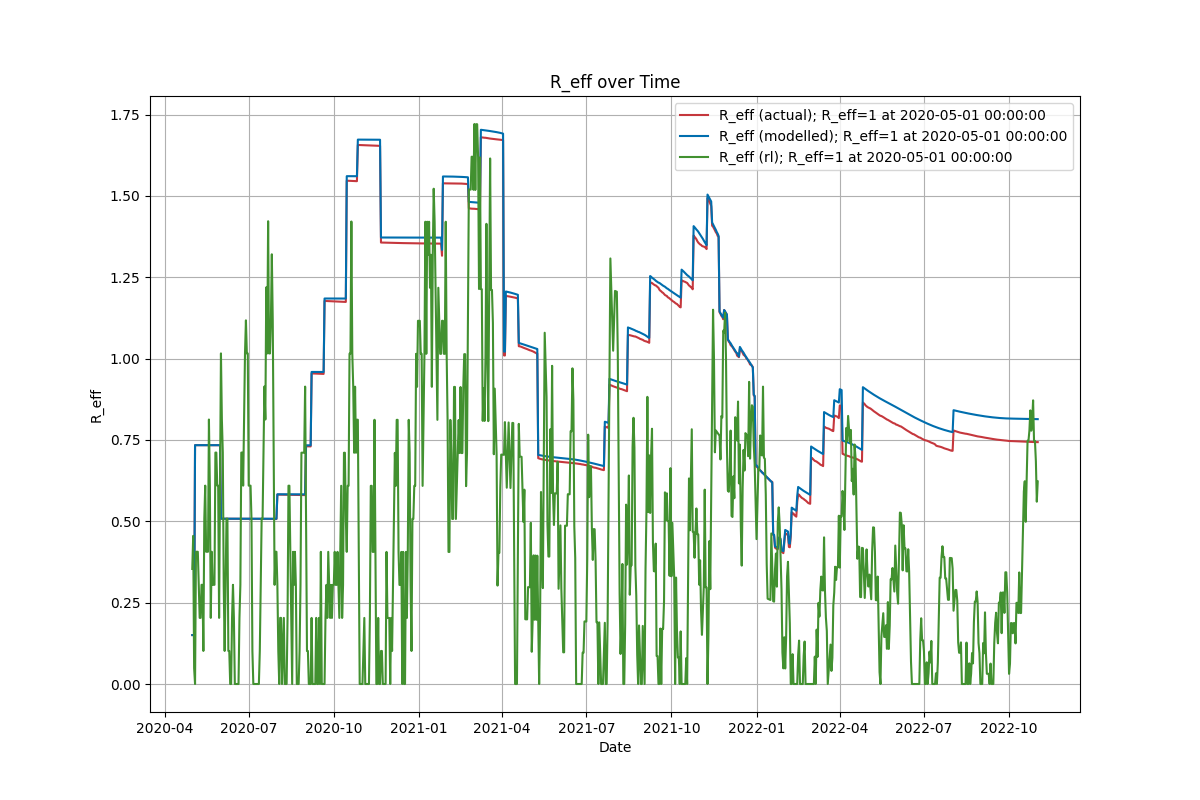 R_eff over Time
R_eff (actual); R_eff=1 at 2020-05-01 00:00:00
R_eff (modelled); R_eff=1 at 2020-05-01 00:00:00
R_eff (rl); R_eff=1 at 2020-05-01 00:00:00
R_eff
1.75
1.50
1.25
1.00
0.75
0.50
0.25
0.00
2020-04 2020-07 2020-10 2021-01 2021-04 2021-07 2021-10 2022-01 2022-04 2022-07 2022-10
Date